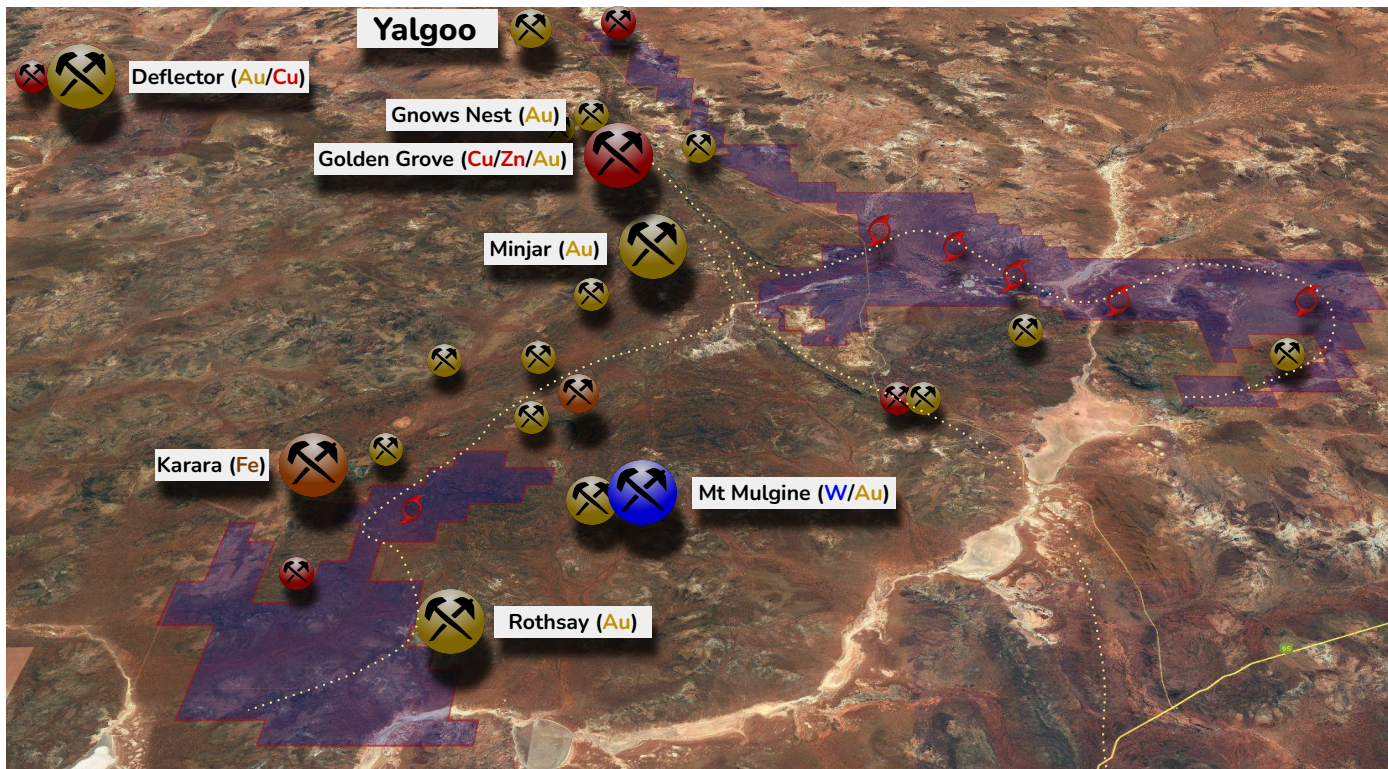 Yalgoo
Deflector (Au/Cu)
Gnows Nest (Au)
Golden Grove (Cu/Zn/Au)
Minjar (Au)
Karara (Fe)
Mt Mulgine (W/Au)
Rothsay (Au)
95